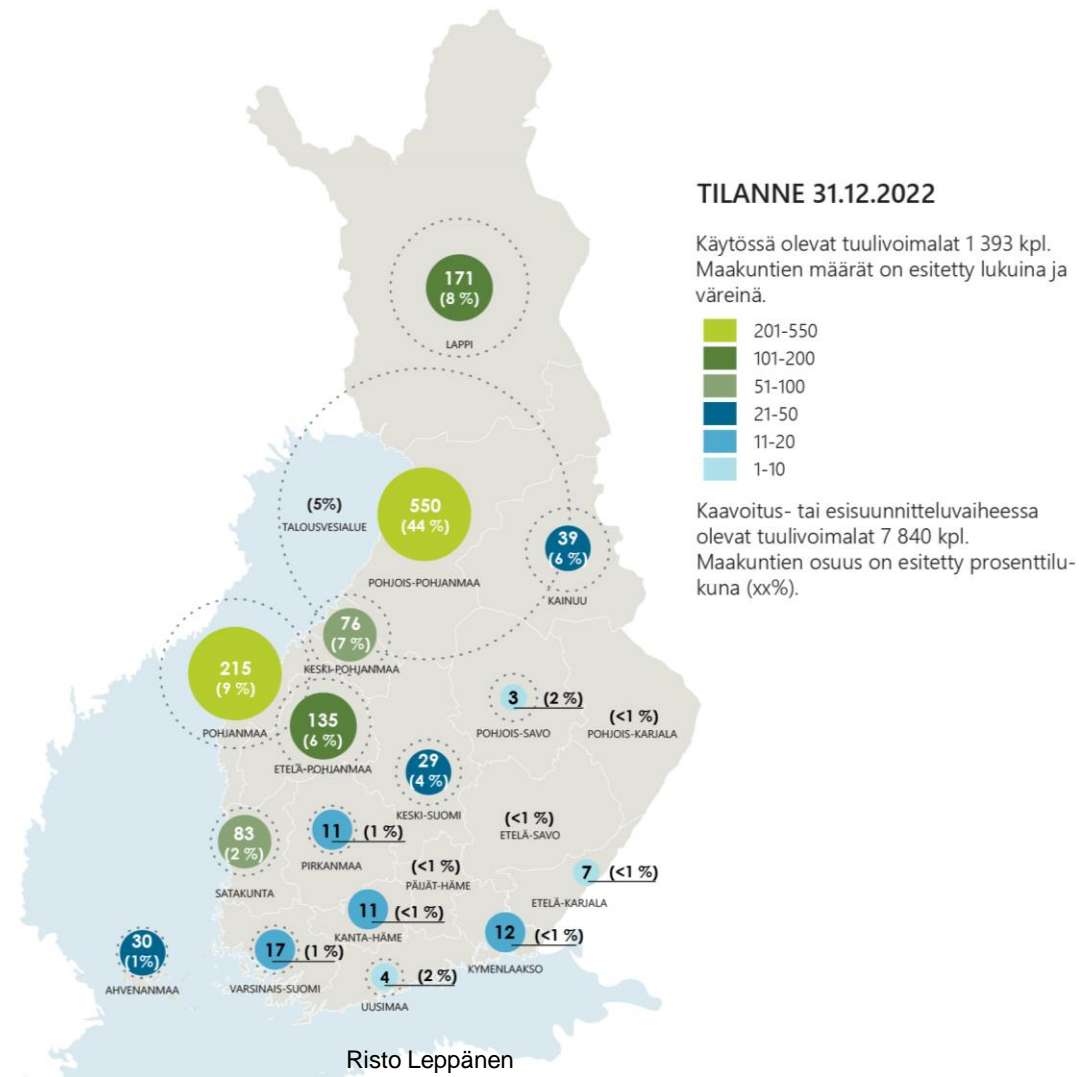 TILANNE 31.12.2022
Käytössä olevat tuulivoimalat 1 393 kpl.
Maakuntien määrät on esitetty lukuina ja
väreinä.
201-550
101-200
51-100
21-50
11-20
1-10
Kaavoitus- tai esisuunnitteluvaiheessa
olevat tuulivoimalat 7 840 kpl.
Maakuntien osuus on esitetty prosenttilu-
kuna (xx%).
171
(8 %)
LAPPI
(5%)
TALOUSVESIALUE
550
(44 %)
POHJOIS-POHJANMAA
39
(6 %)
KAINUU
76
(7 %)
KESKI-POHJANMAA
215
(9 %)
POHJANMAA
135
(6 %)
ETELÄ-POHJANMAA
3 (2 %)
POHJOIS-SAVO
(<1 %)
POHJOIS-KARJALA
29
(4 %)
KESKI-SUOMI
(<1 %)
ETELÄ-SAVO
83
(2 %)
SATAKUNTA
11 (1 %)
PIRKANMAA
(<1 %)
PÄIJÄT-HÄME
7 (<1 %)
ETELÄ-KARJALA
11 (<1 %)
KANTA-HÄME
12 (<1 %)
KYMENLAAKSO
30
(1%)
AHVENANMAA
17 (1 %)
VARSINAIS-SUOMI
4 (2 %)
UUSIMAA
Risto Leppänen